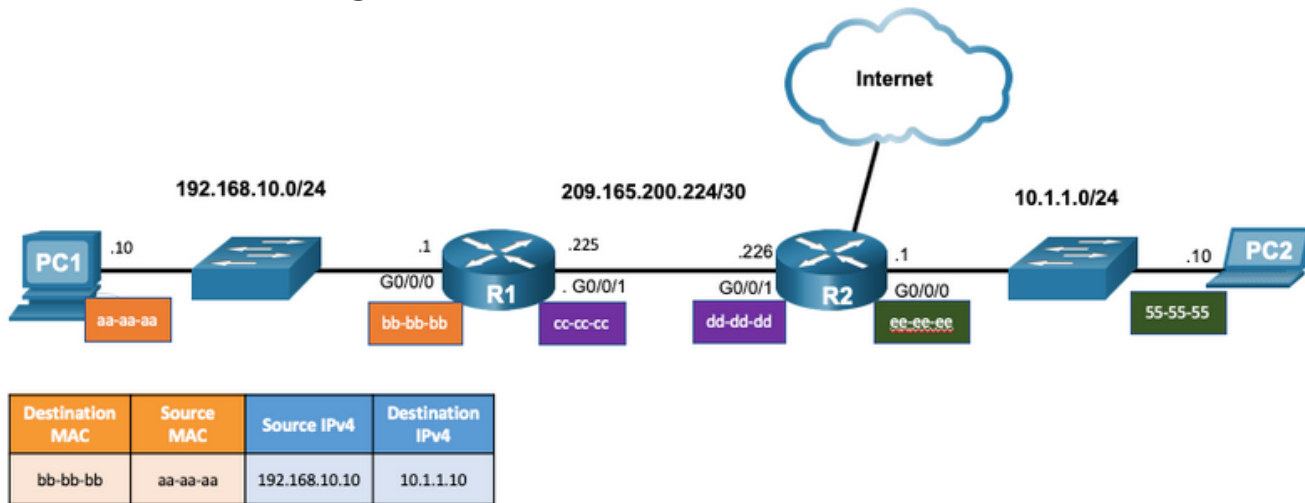 Internet
192.168.10.0/24
209.165.200.224/30
10.1.1.0/24
PC1
.10
.1
G0/0/0
R1
.225
. G0/0/1
.226
G0/0/1
R2
.1
G0/0/0
.10
PC2
aa-aa-aa
bb-bb-bb
cc-cc-cc
dd-dd-dd
ee-ee-ee
55-55-55
Destination MAC
Source MAC
Source IPv4
Destination IPv4
bb-bb-bb
aa-aa-aa
192.168.10.10
10.1.1.10